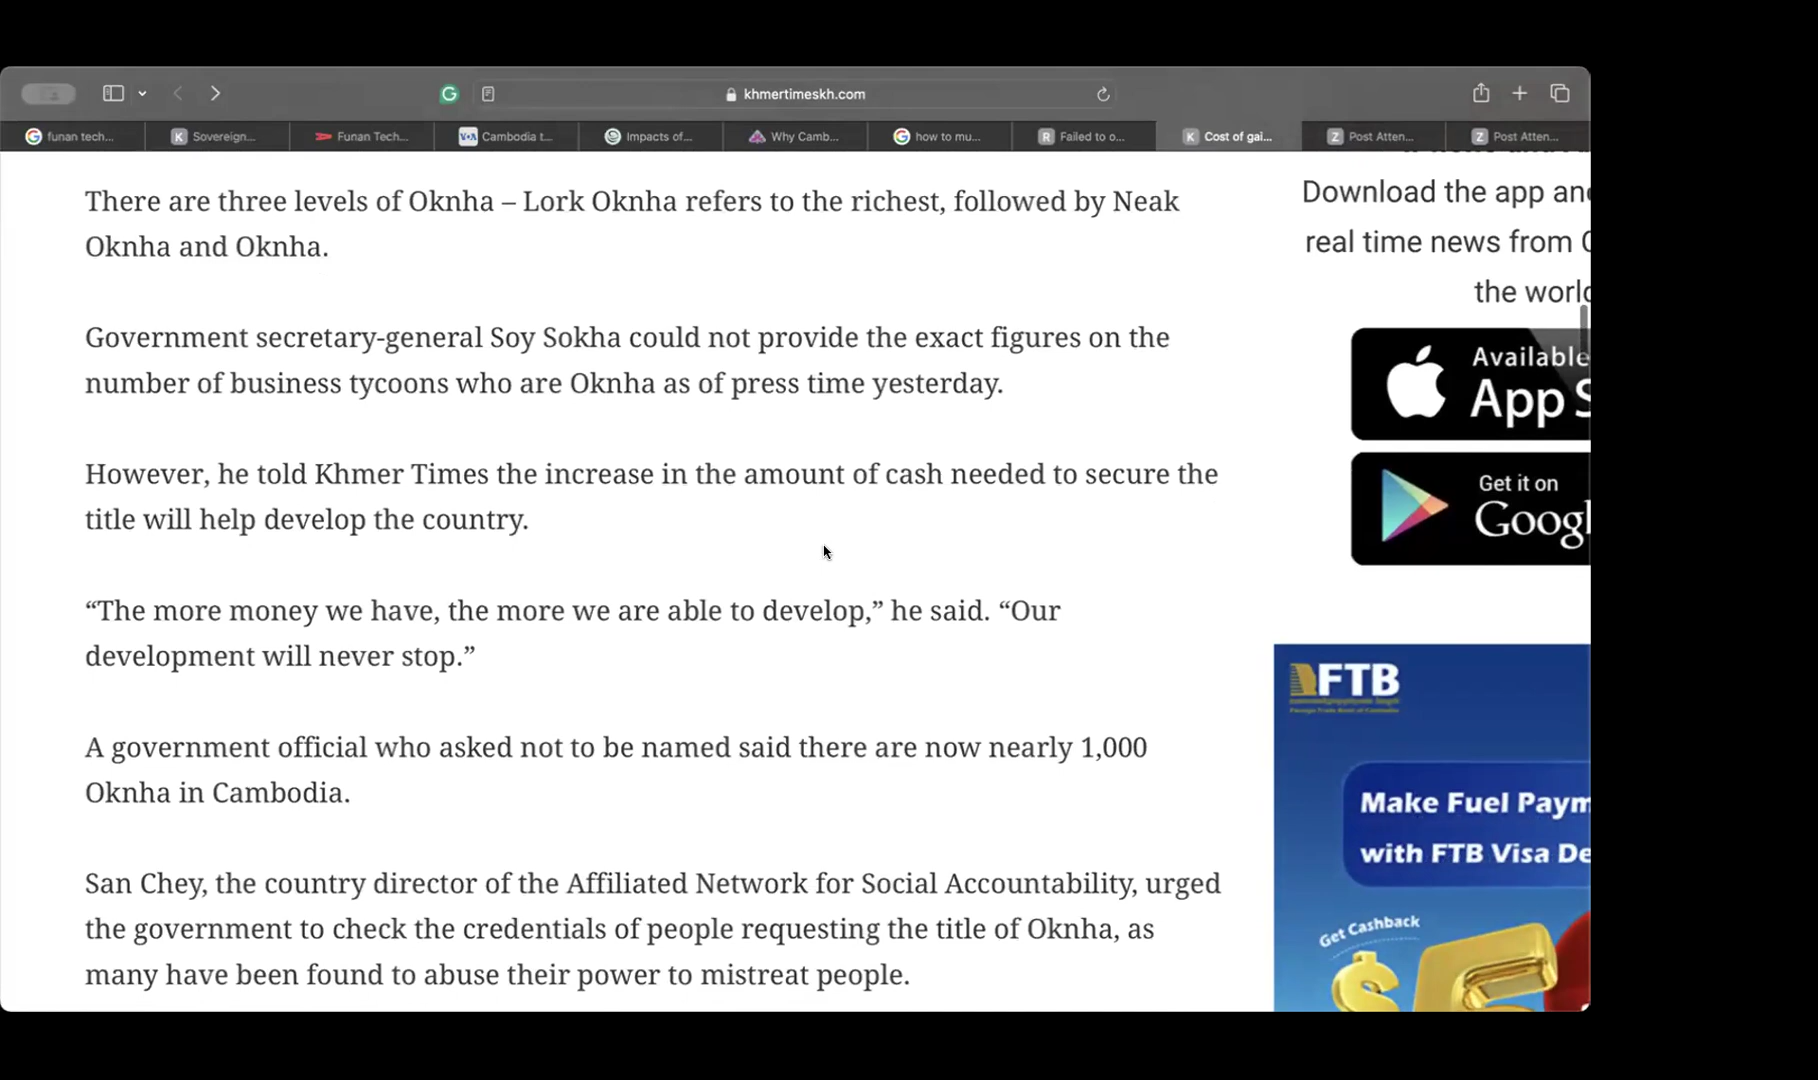 khmertimeskh.com
funan tech...
Sovereign...
Funan Tech...
VOA Cambodia t...
Impacts of...
Why Camb...
how to mu...
Failed to o...
Cost of gai...
Post Atten...
Post Atten...
There are three levels of Oknha – Lork Oknha refers to the richest, followed by Neak
Oknha and Oknha.
Government secretary-general Soy Sokha could not provide the exact figures on the
number of business tycoons who are Oknha as of press time yesterday.
However, he told Khmer Times the increase in the amount of cash needed to secure the
title will help develop the country.
“The more money we have, the more we are able to develop,” he said. “Our
development will never stop.”
A government official who asked not to be named said there are now nearly 1,000
Oknha in Cambodia.
San Chey, the country director of the Affiliated Network for Social Accountability, urged
the government to check the credentials of people requesting the title of Oknha, as
many have been found to abuse their power to mistreat people.
Download the app
real time news from
the
Available
App
Get it on
FTB
Make Fuel
with FTB Visa
Get Cashback
$5